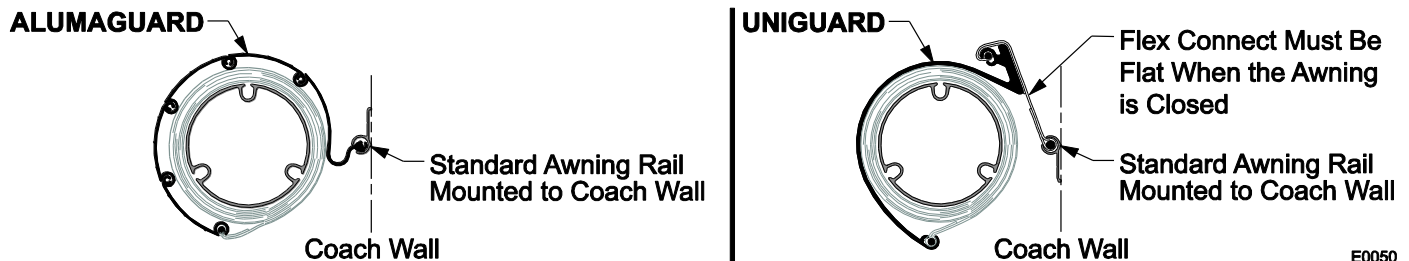 ALUMAGUARD
Standard Awning Rail
Mounted to Coach Wall
Coach Wall
UNIGUARD
Flex Connect Must Be
Flat When the Awning
is Closed
Standard Awning Rail
Mounted to Coach Wall
Coach Wall
E0050